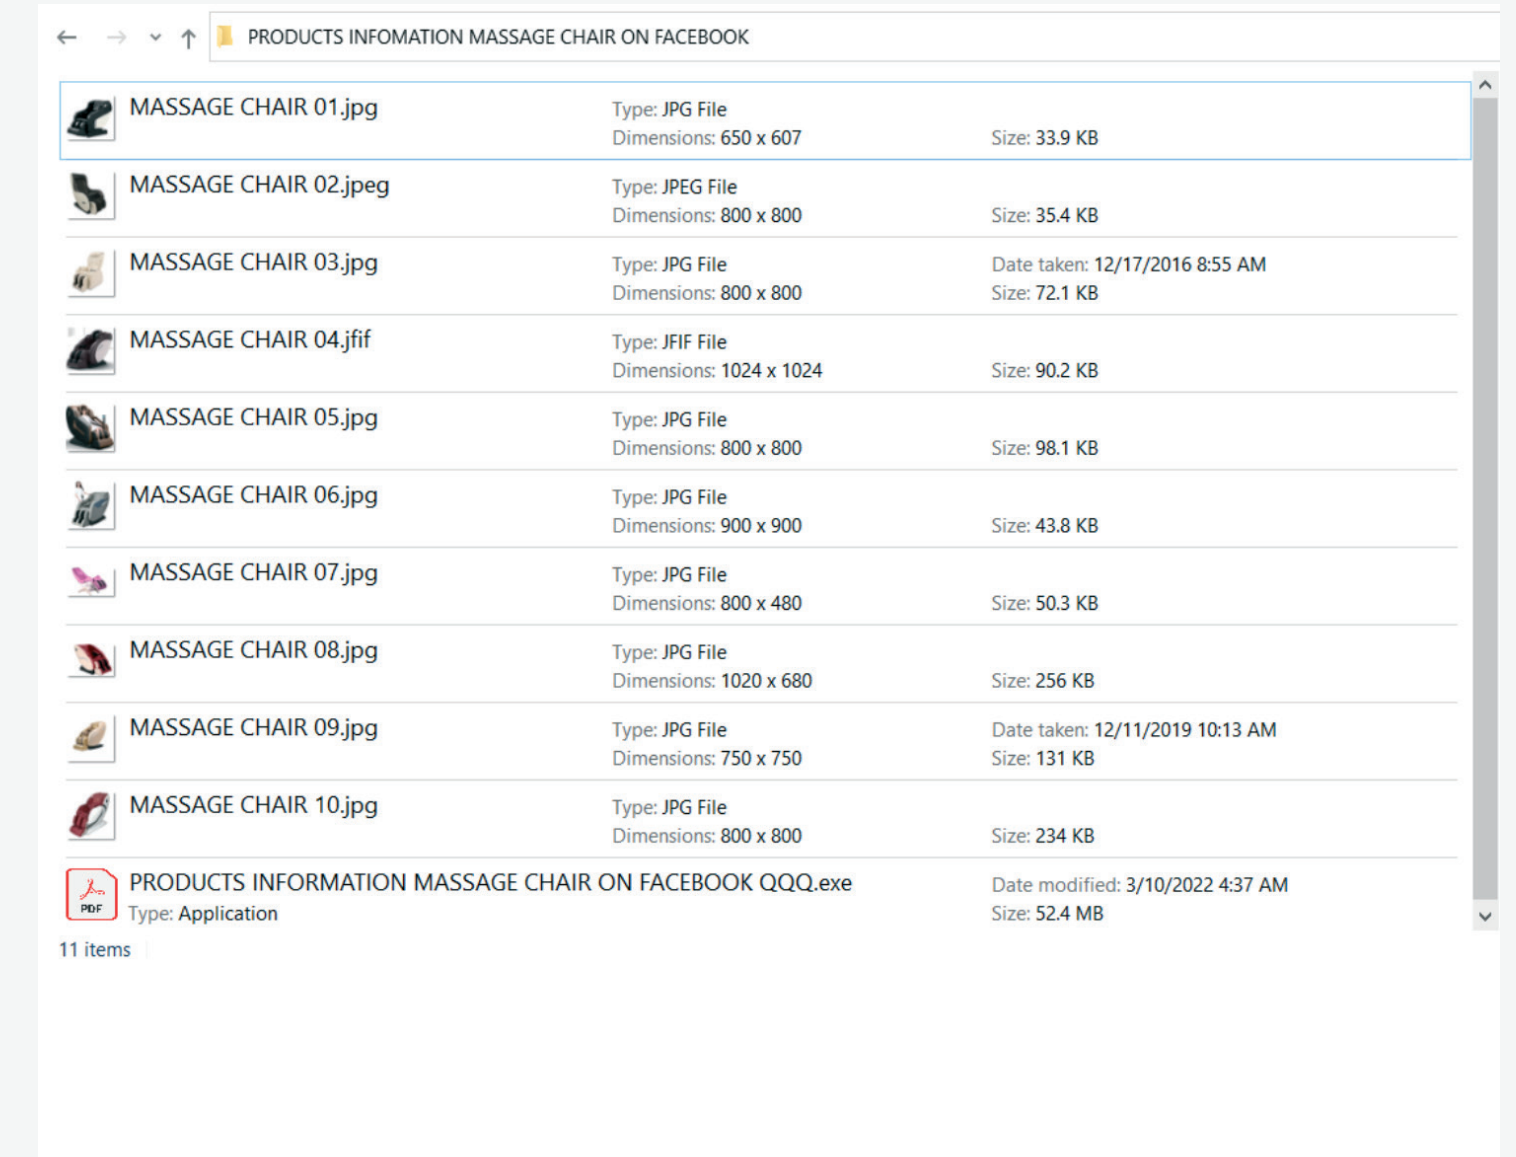 PRODUCTS INFOMATION MASSAGE CHAIR ON FACEBOOK
MASSAGE CHAIR 01.jpg
Type: JPG File
Dimensions: 650 x 607
Size: 33.9 KB
MASSAGE CHAIR 02.jpeg
Type: JPEG File
Dimensions: 800 x 800
Size: 35.4 KB
MASSAGE CHAIR 03.jpg
Type: JPG File
Date taken: 12/17/2016 8:55 AM
Dimensions: 800 x 800
Size: 72.1 KB
MASSAGE CHAIR 04.jfif
Type: JFIF File
Dimensions: 1024 x 1024
Size: 90.2 KB
MASSAGE CHAIR 05.jpg
Type: JPG File
Dimensions: 800 x 800
Size: 98.1 KB
MASSAGE CHAIR 06.jpg
Type: JPG File
Dimensions: 900 x 900
Size: 43.8 KB
MASSAGE CHAIR 07.jpg
Type: JPG File
Dimensions: 800 x 480
Size: 50.3 KB
MASSAGE CHAIR 08.jpg
Type: JPG File
Dimensions: 1020 x 680
Size: 256 KB
MASSAGE CHAIR 09.jpg
Type: JPG File
Date taken: 12/11/2019 10:13 AM
Dimensions: 750 x 750
Size: 131 KB
MASSAGE CHAIR 10.jpg
Type: JPG File
Dimensions: 800 x 800
Size: 234 KB
PDF
PRODUCTS INFORMATION MASSAGE CHAIR ON FACEBOOK QQQ.exe
Date modified: 3/10/2022 4:37 AM
Type: Application
Size: 52.4 MB
11 items